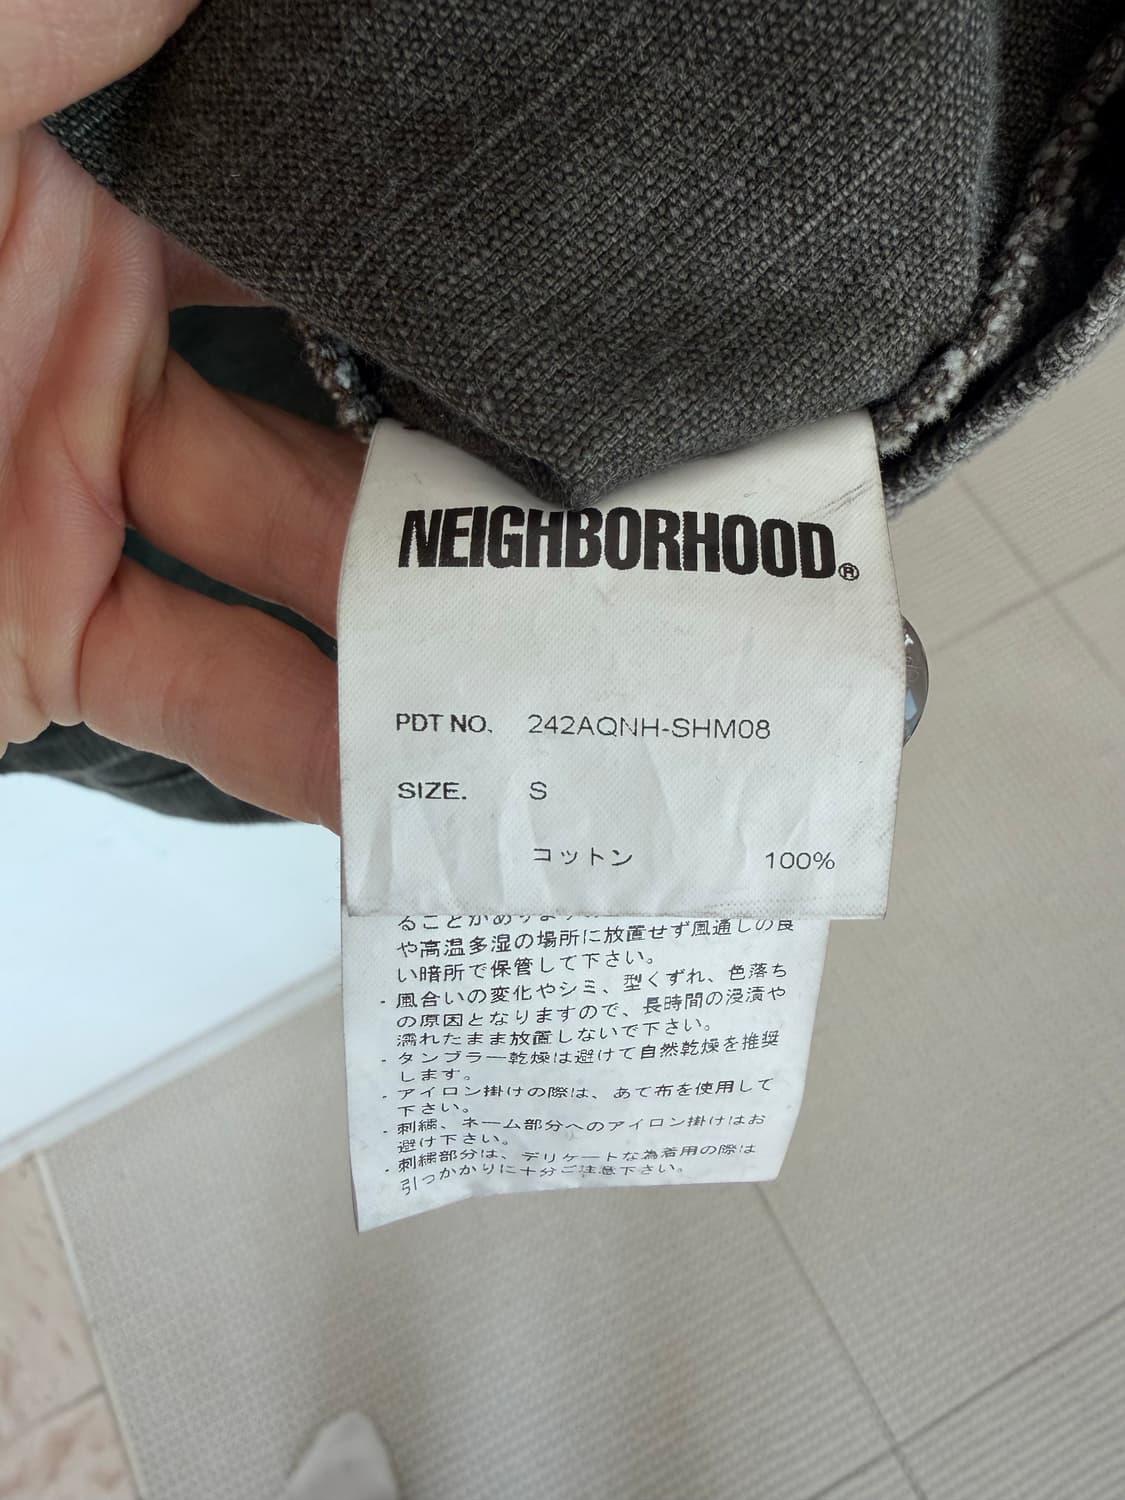 NEIGHBORHOOD®
PDT NO. 242AQNH-SHM08
SIZE. S
コットン 100%
ることがあります
や高温多湿の場所に放置せず風通しの良
い暗所で保管して下さい。
- 風合いの変化やシミ、型くずれ、色落ち
の原因となりますので、長時間の浸漬や
濡れたまま放置しないで下さい。
- タンブラー乾燥は避けて自然乾燥を推奨
します。
- アイロン掛けの際は、あて布を使用して
下さい。
- 刺繍、ネーム部分へのアイロン掛けはお
避け下さい。
- 刺繍部分は、デリケートな為着用の際は
引っかかりに十分ご注意下さい。